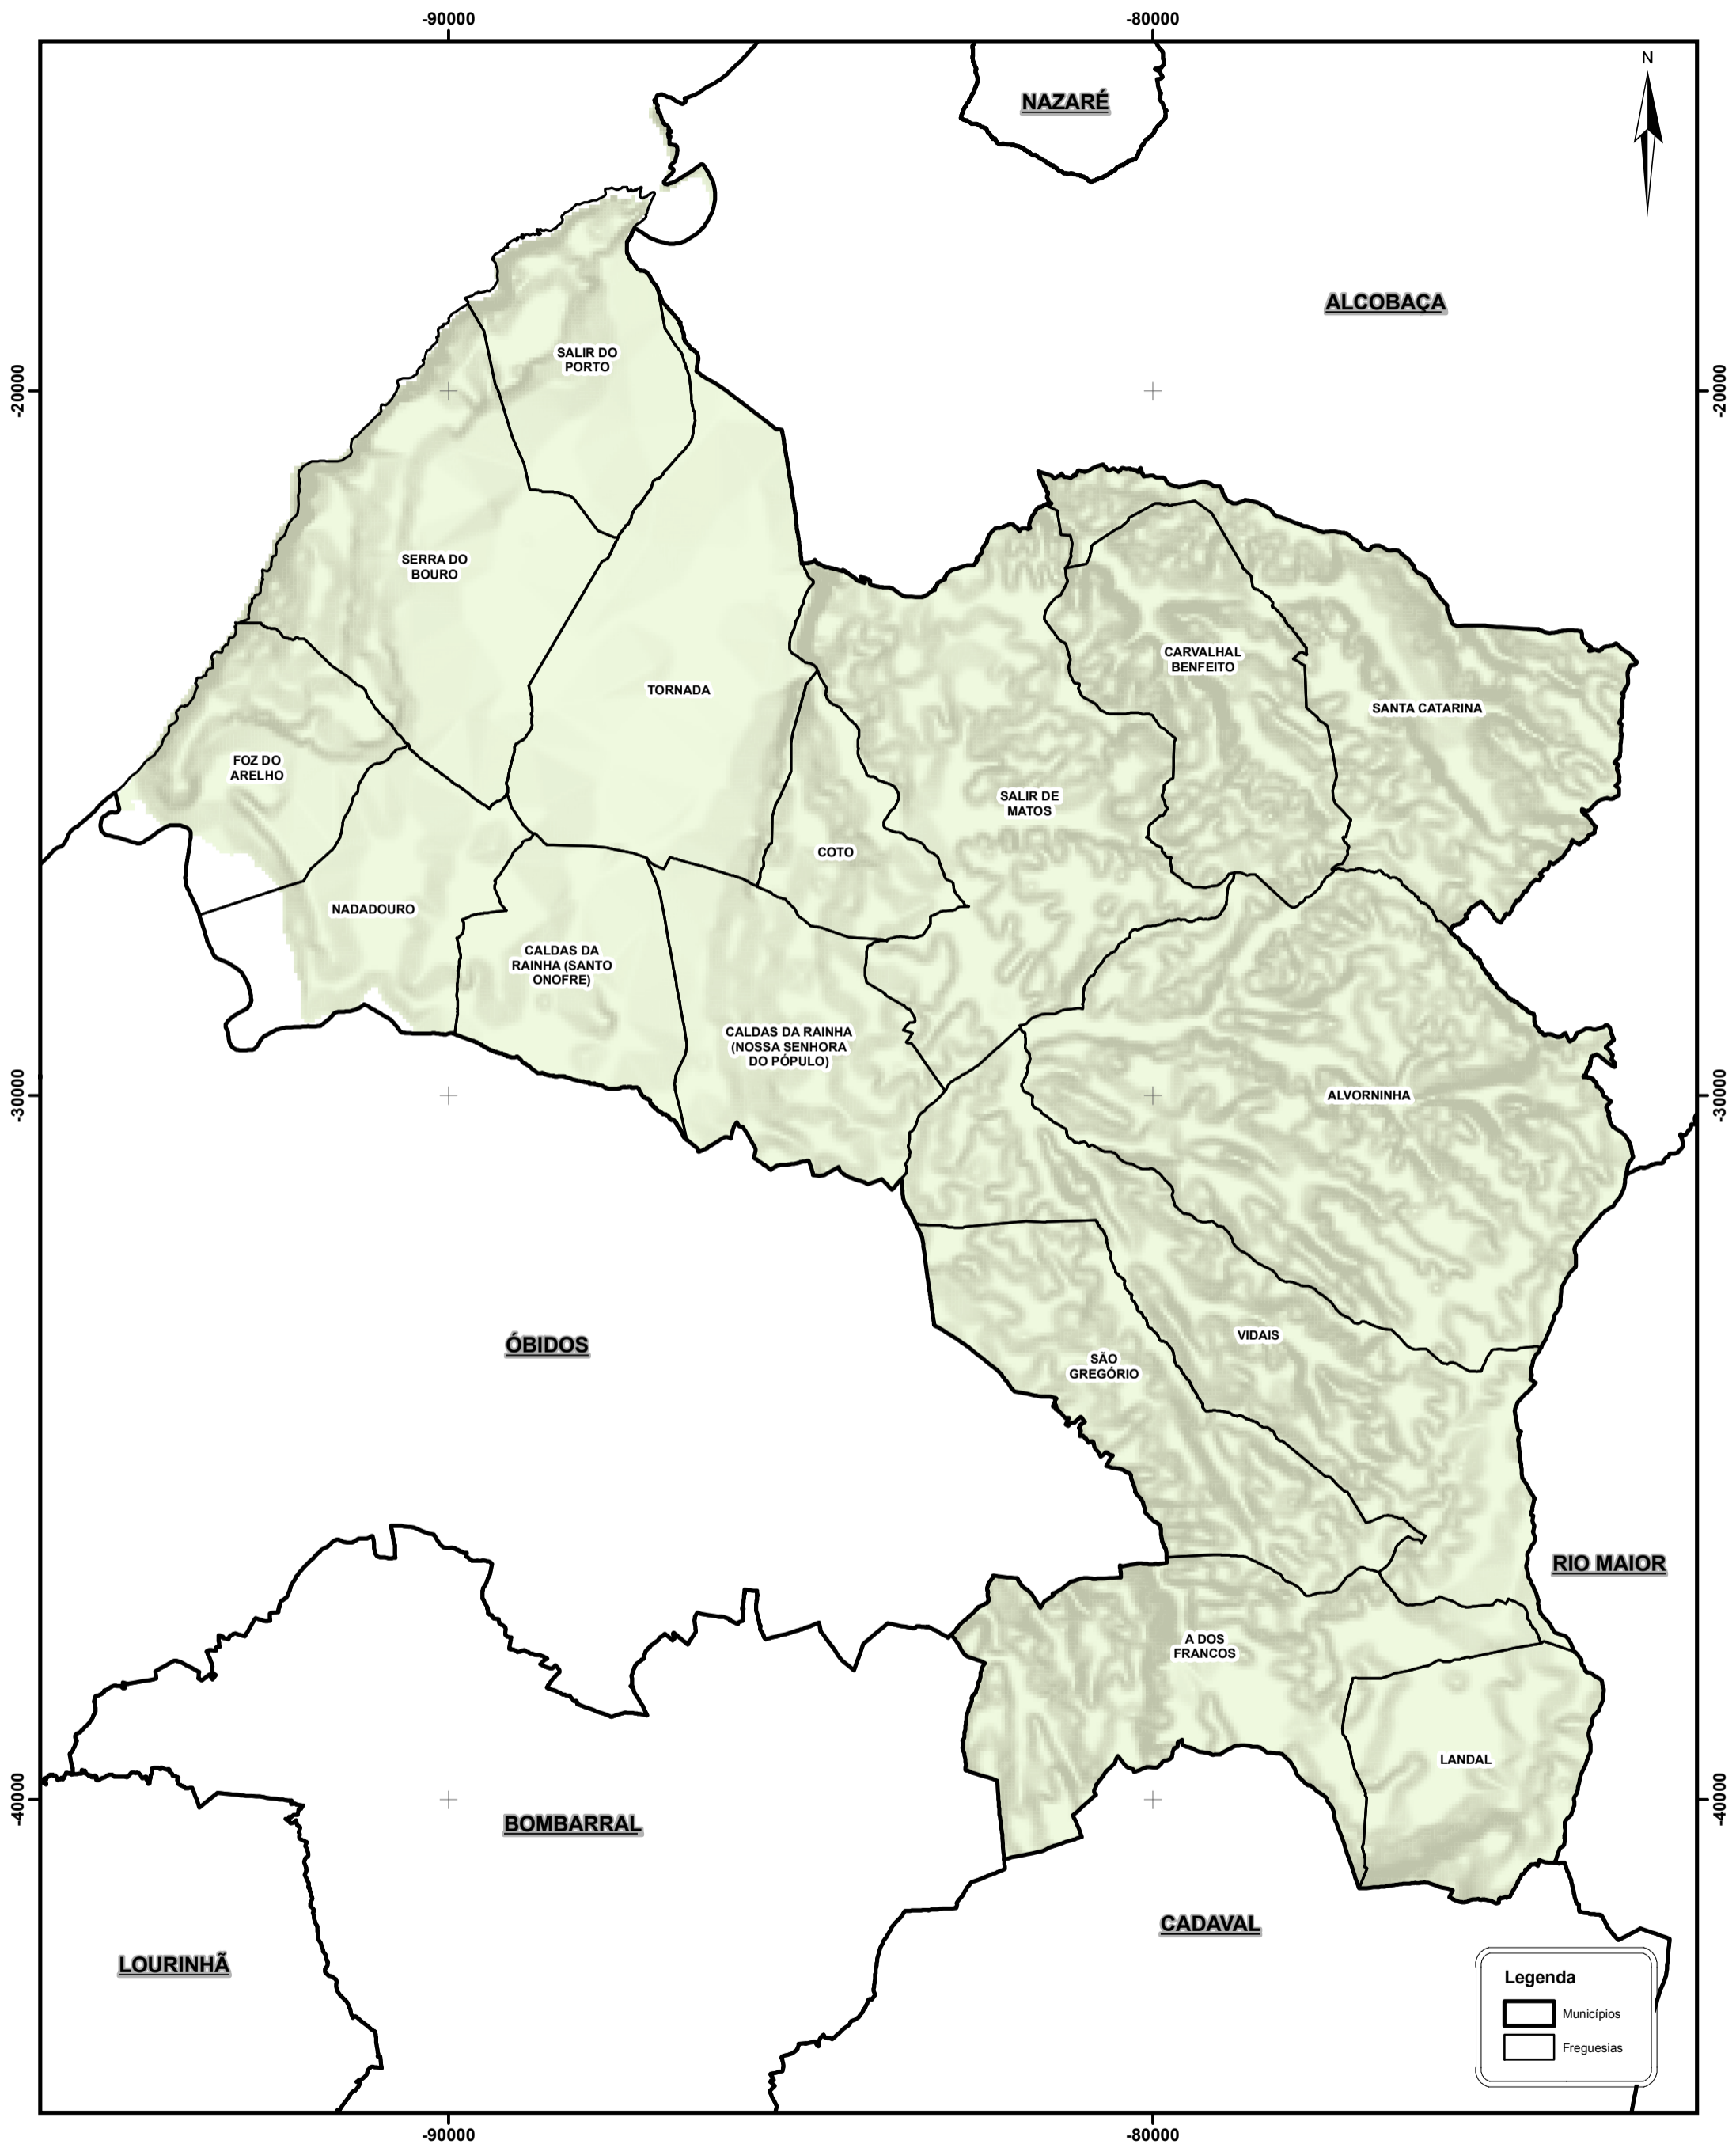 -90000
-80000
N
NAZARÉ
ALCOBAÇA
SALIR DO
PORTO
-20000
-20000
SERRA DO
BOURO
CARVALHAL
BENFEITO
TORNADA
SANTA CATARINA
FOZ DO
ARELHO
SALIR DE
MATOS
COTO
NADADOURO
CALDAS DA
RAINHA (SANTO
ONOFRE)
CALDAS DA RAINHA
(NOSSA SENHORA
DO PÓPULO)
-30000
ALVORNINHA
-30000
ÓBIDOS
VIDAIS
SÃO
GREGÓRIO
RIO MAIOR
A DOS
FRANCOS
LANDAL
-40000
-40000
BOMBARRAL
CADAVAL
LOURINHÃ
Legenda
Municípios
Freguesias
-90000
-80000